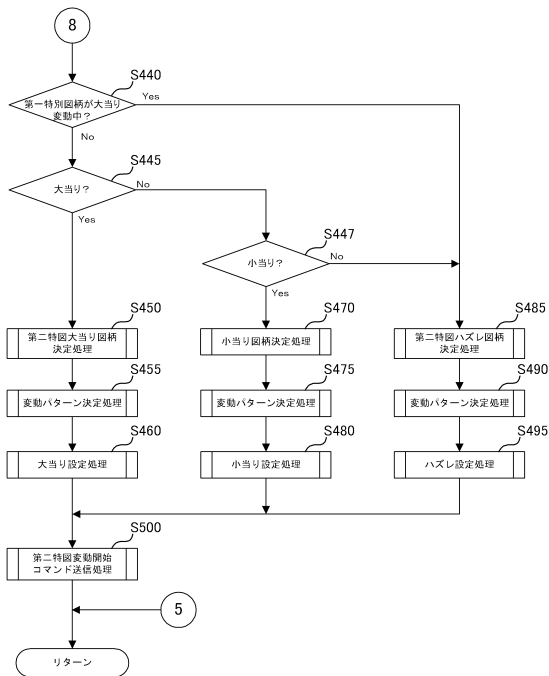 8
S440
第一特別図柄が大当り
変動中？
Yes
No
S445
大当り？
No
Yes
S447
小当り？
No
Yes
S450
第二特図大当り図柄
決定処理
S470
小当り図柄決定処理
S485
第二特図ハズレ図柄
決定処理
S455
変動パターン決定処理
S475
変動パターン決定処理
S490
変動パターン決定処理
S460
大当り設定処理
S480
小当り設定処理
S495
ハズレ設定処理
S500
第二特図変動開始
コマンド送信処理
5
リターン